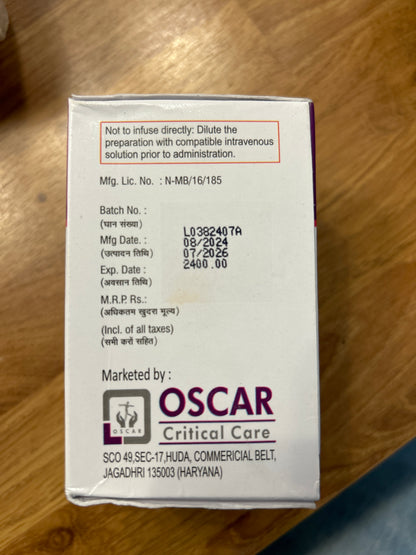 Not to infuse directly: Dilute the
preparation with compatible intravenous
solution prior to administration.
Mfg. Lic. No. : N-MB/16/185
Batch No. :
(घान संख्या)
L0382407A
Mfg Date. : 08/2024
(उत्पादन तिथि) 07/2026
Exp. Date : 2400.00
(अवसान तिथि)
M.R.P. Rs.:
(अधिकतम खुदरा मूल्य)
(Incl. of all taxes)
(सभी करों सहित)
Marketed by :
OSCAR
OSCAR
Critical Care
SCO 49,SEC-17,HUDA, COMMERICIAL BELT,
JAGADHRI 135003 (HARYANA)